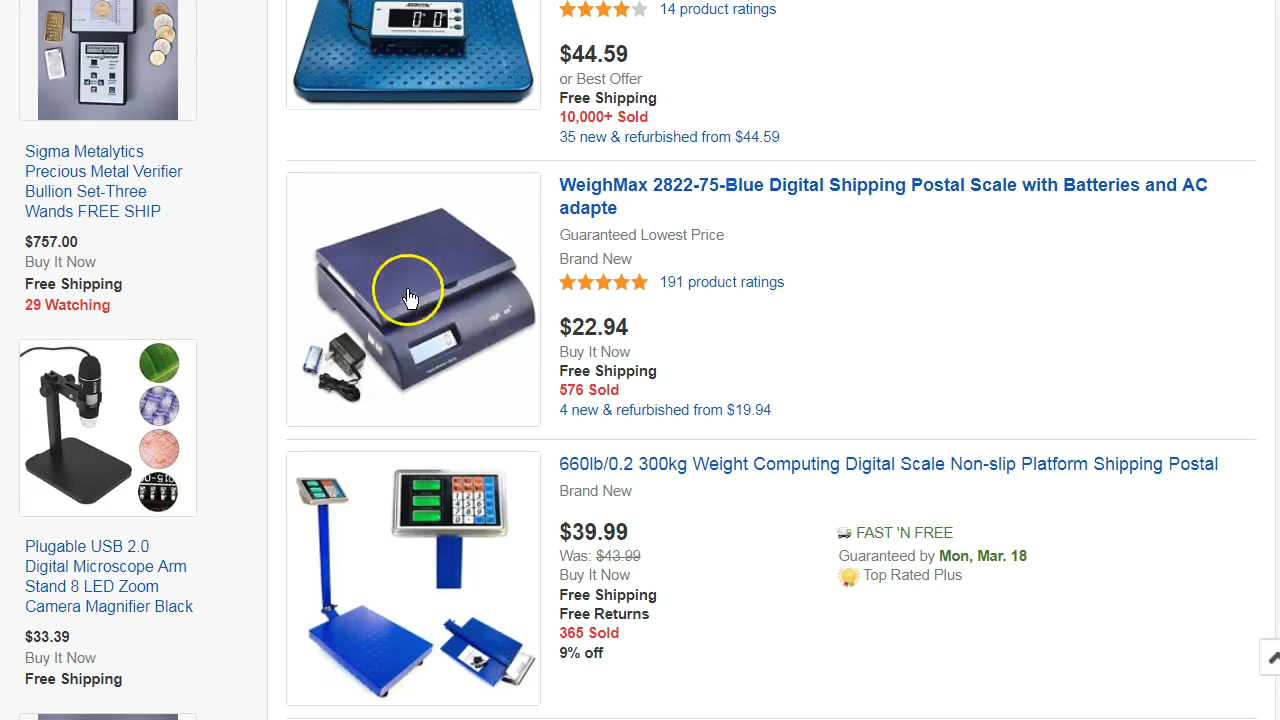 Sigma Metalytics
Precious Metal Verifier
Bullion Set-Three
Wands FREE SHIP
$757.00
Buy It Now
Free Shipping
29 Watching
Plugable USB 2.0
Digital Microscope Arm
Stand 8 LED Zoom
Camera Magnifier Black
$33.39
Buy It Now
Free Shipping
14 product ratings
$44.59
or Best Offer
Free Shipping
10,000+ Sold
35 new & refurbished from $44.59
WeighMax 2822-75-Blue Digital Shipping Postal Scale with Batteries and AC
adapte
Guaranteed Lowest Price
Brand New
191 product ratings
$22.94
Buy It Now
Free Shipping
576 Sold
4 new & refurbished from $19.94
660lb/0.2 300kg Weight Computing Digital Scale Non-slip Platform Shipping Postal
Brand New
$39.99
Was: $43.99
Buy It Now
Free Shipping
Free Returns
365 Sold
9% off
FAST 'N FREE
Guaranteed by Mon, Mar. 18
Top Rated Plus